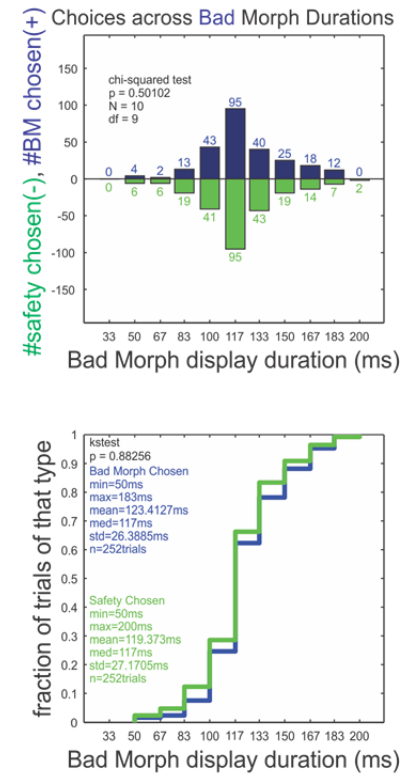 Choices across Bad Morph Durations
#safety chosen(-), #BM chosen(+)
150
100
50
0
-50
-100
-150
chi-squared test
p = 0.50102
N = 10
df = 9
0 4 2 13 43 95 40 25 18 12 0
0 6 6 19 41 95 43 19 14 7 2
33 50 67 83 100 117 133 150 167 183 200
Bad Morph display duration (ms)
fraction of trials of that type
1
0.9
0.8
0.7
0.6
0.5
0.4
0.3
0.2
0.1
0
kstest
p = 0.88256
Bad Morph Chosen
min=50ms
max=183ms
mean=123.4127ms
med=117ms
std=26.3885ms
n=252trials
Safety Chosen
min=50ms
max=200ms
mean=119.373ms
med=117ms
std=27.1705ms
n=252trials
33 50 67 83 100 117 133 150 167 183 200
Bad Morph display duration (ms)